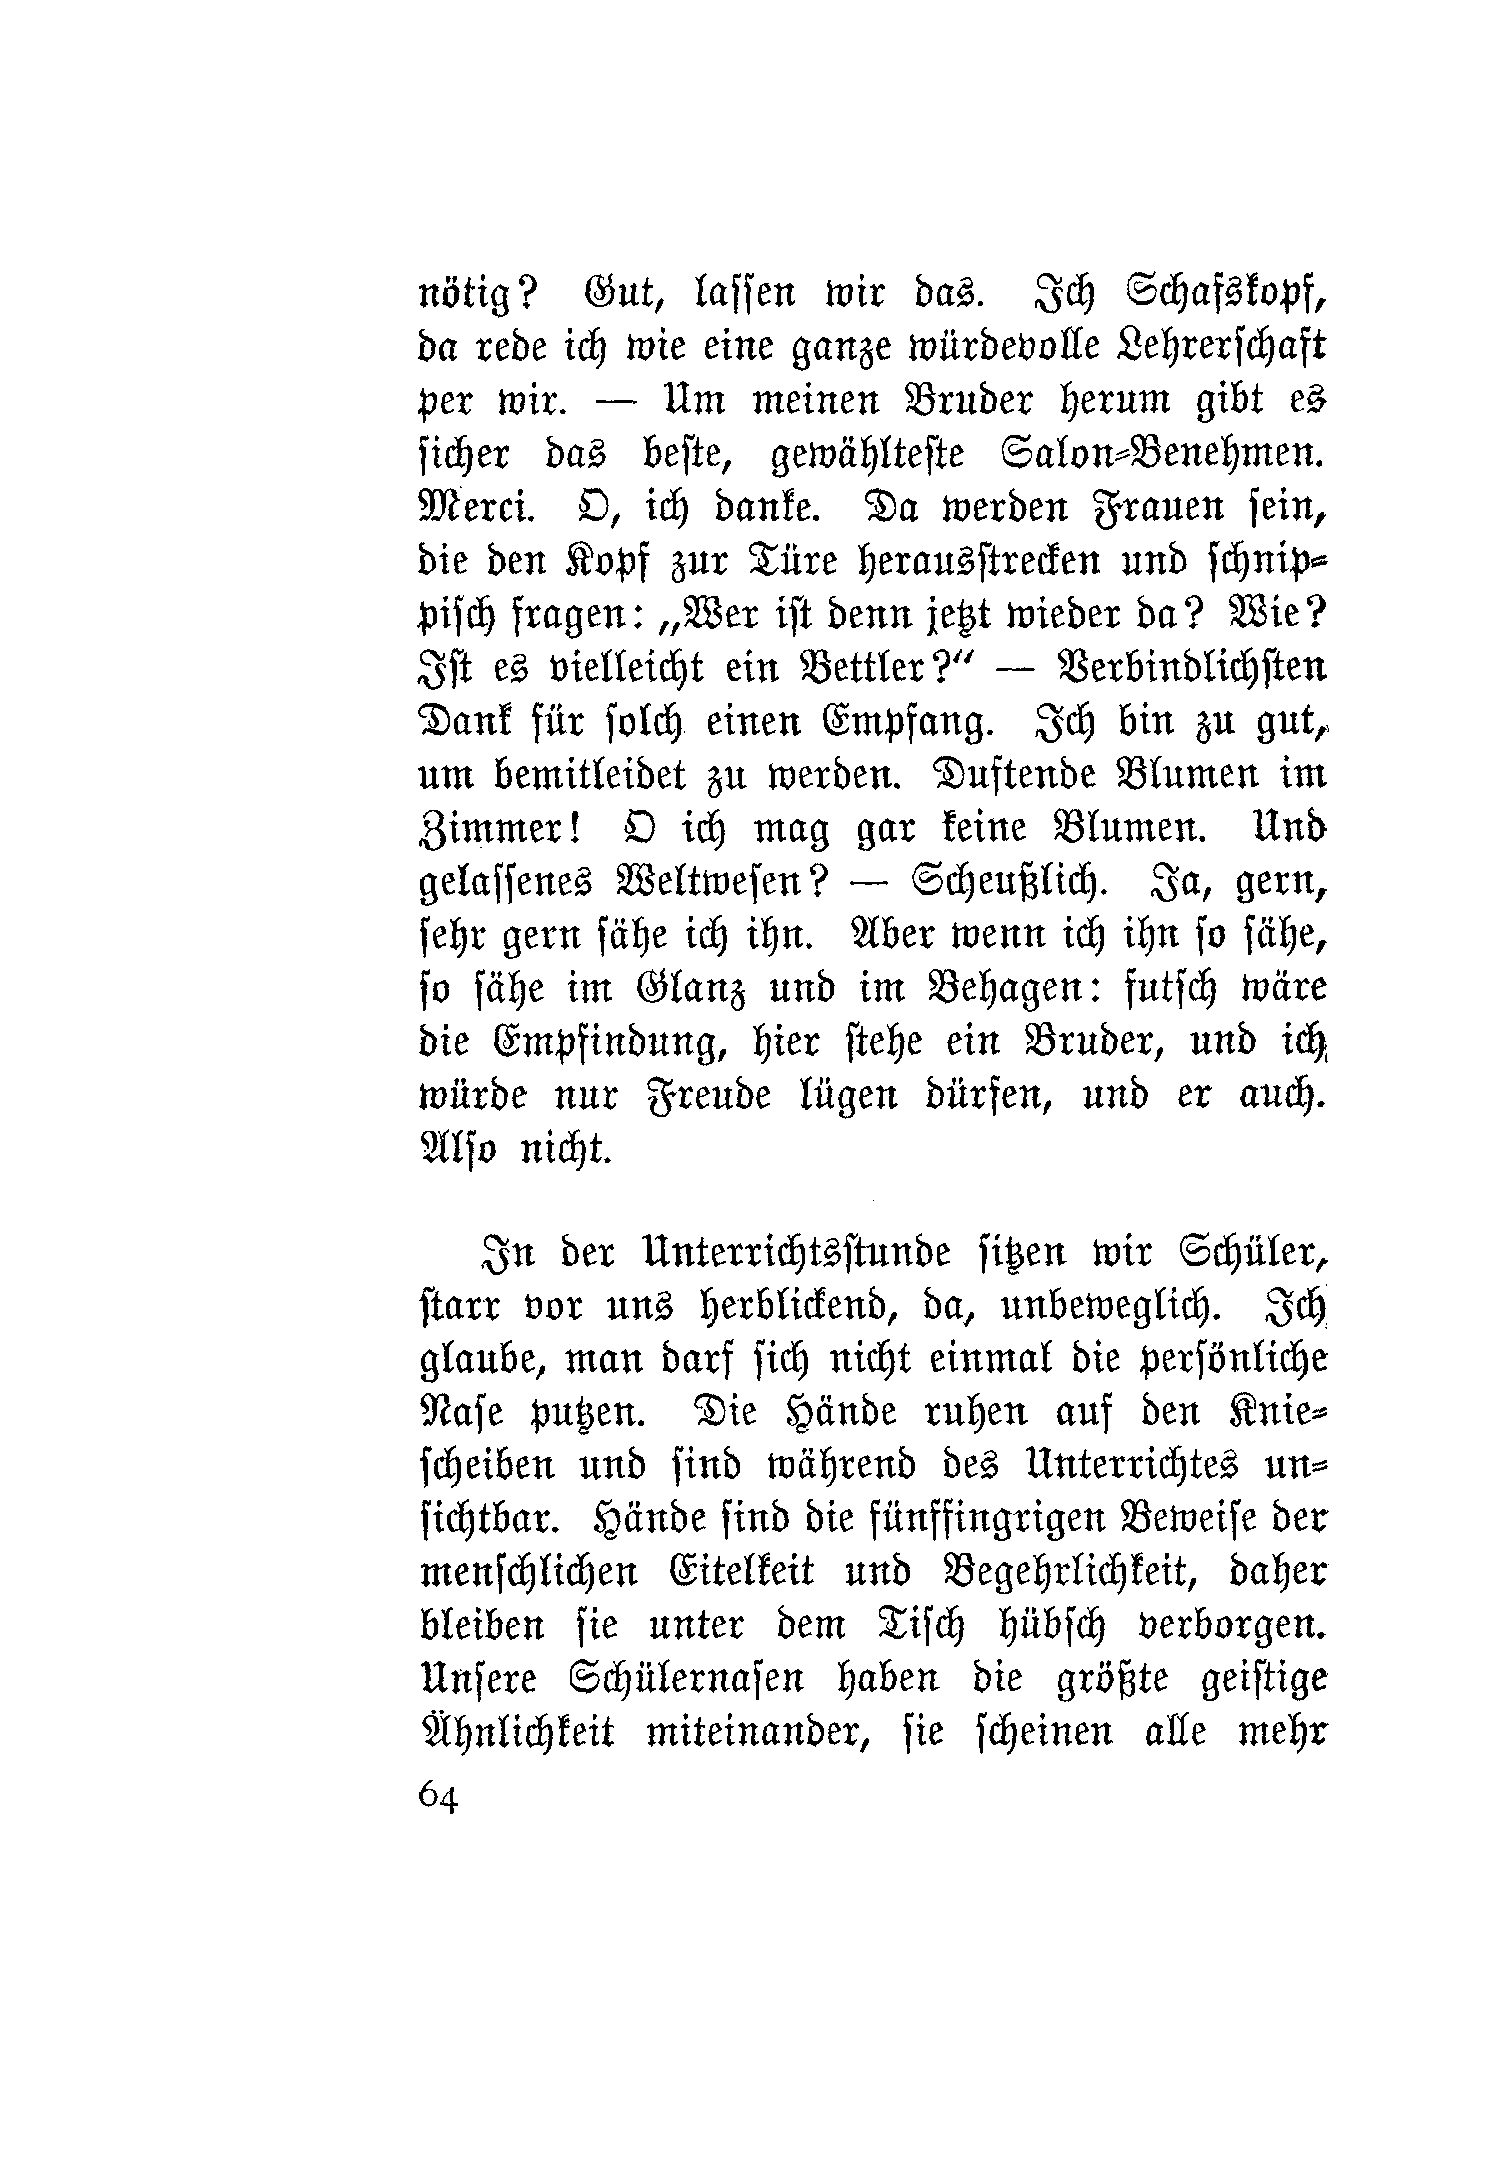 nötig? Gut, laſſen wir das. Ich Schafskopf,
da rede ich wie eine ganze würdevolle Lehrerſchaft
per wir. — Um meinen Bruder herum gibt es
ſicher das beſte, gewählteſte Salon-Benehmen.
Merci. O, ich danke. Da werden Frauen ſein,
die den Kopf zur Türe herausſtrecken und ſchnip-
piſch fragen: „Wer iſt denn jetzt wieder da? Wie?
Iſt es vielleicht ein Bettler?“ — Verbindlichſten
Dank für ſolch einen Empfang. Ich bin zu gut,
um bemitleidet zu werden. Duftende Blumen im
Zimmer! O ich mag gar keine Blumen. Und
gelaſſenes Weltweſen? — Scheußlich. Ja, gern,
ſehr gern ſähe ich ihn. Aber wenn ich ihn ſo ſähe,
ſo ſähe im Glanz und im Behagen: futſch wäre
die Empfindung, hier ſtehe ein Bruder, und ich
würde nur Freude lügen dürfen, und er auch.
Alſo nicht.
In der Unterrichtsſtunde ſitzen wir Schüler,
ſtarr vor uns herblickend, da, unbeweglich. Ich
glaube, man darf ſich nicht einmal die perſönliche
Naſe putzen. Die Hände ruhen auf den Knie-
ſcheiben und ſind während des Unterrichtes un-
ſichtbar. Hände ſind die fünffingrigen Beweiſe der
menſchlichen Eitelkeit und Begehrlichkeit, daher
bleiben ſie unter dem Tiſch hübſch verborgen.
Unſere Schülernaſen haben die größte geiſtige
Ähnlichkeit miteinander, ſie ſcheinen alle mehr
64